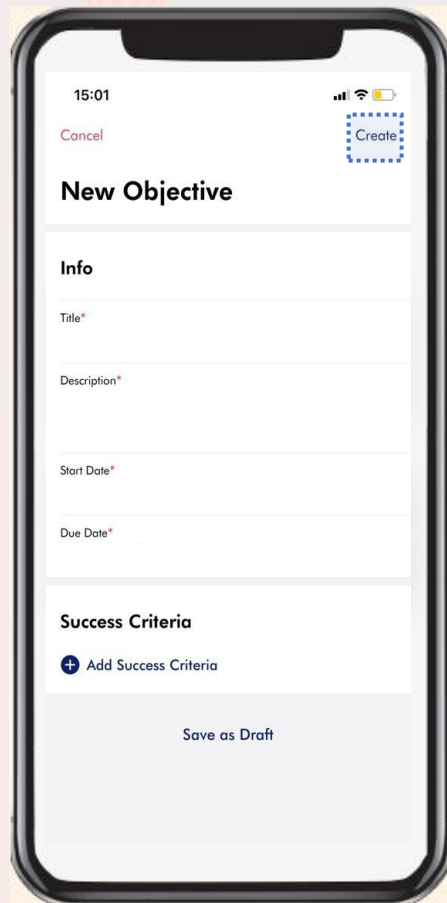 15:01
Cancel
Create
New Objective
Info
Title*
Description*
Start Date*
Due Date*
Success Criteria
Add Success Criteria
Save as Draft